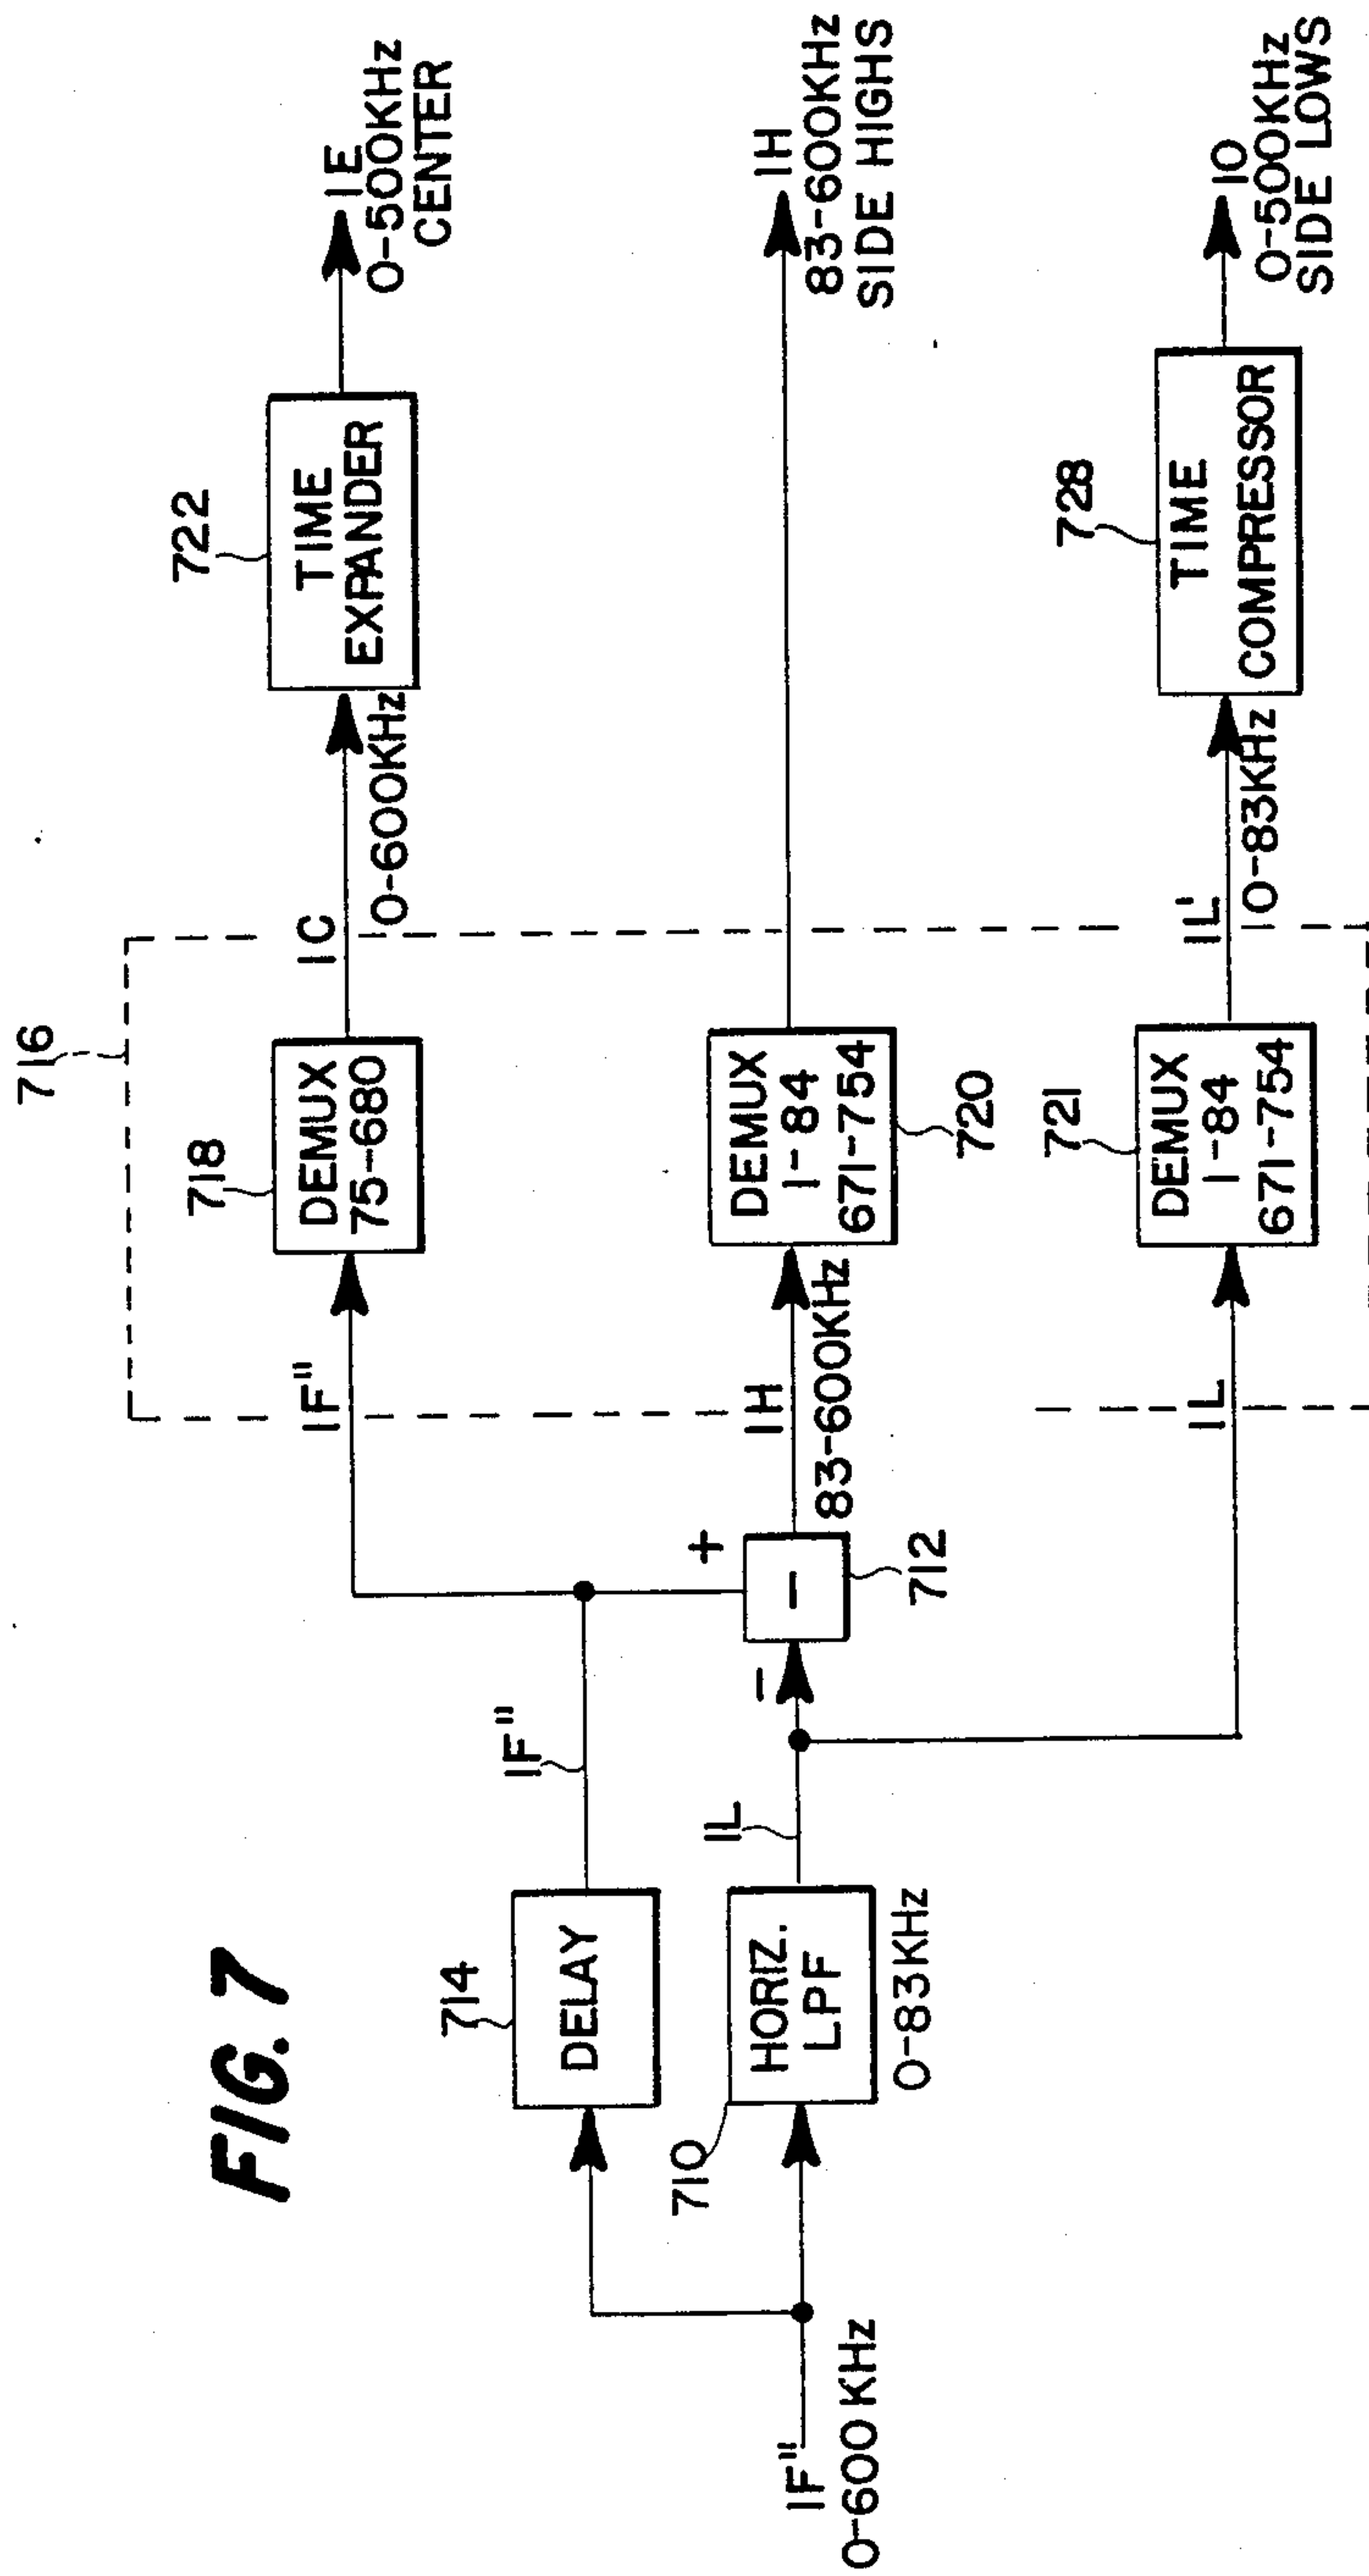 FIG. 7
IF"
0-600 KHz
714
DELAY
710
HORIZ.
LPF
0-83KHz
IF"
IL
+
-
-
712
IF"
IH
83-600KHz
IL
716
718
DEMUX
75-680
DEMUX
1-84
671-754
720
721
DEMUX
1-84
671-754
IC
0-600KHz
IL'
0-83KHz
722
TIME
EXPANDER
728
TIME
COMPRESSOR
IE
0-500KHz
CENTER
IH
83-600KHz
SIDE HIGHS
IO
0-500KHz
SIDE LOWS